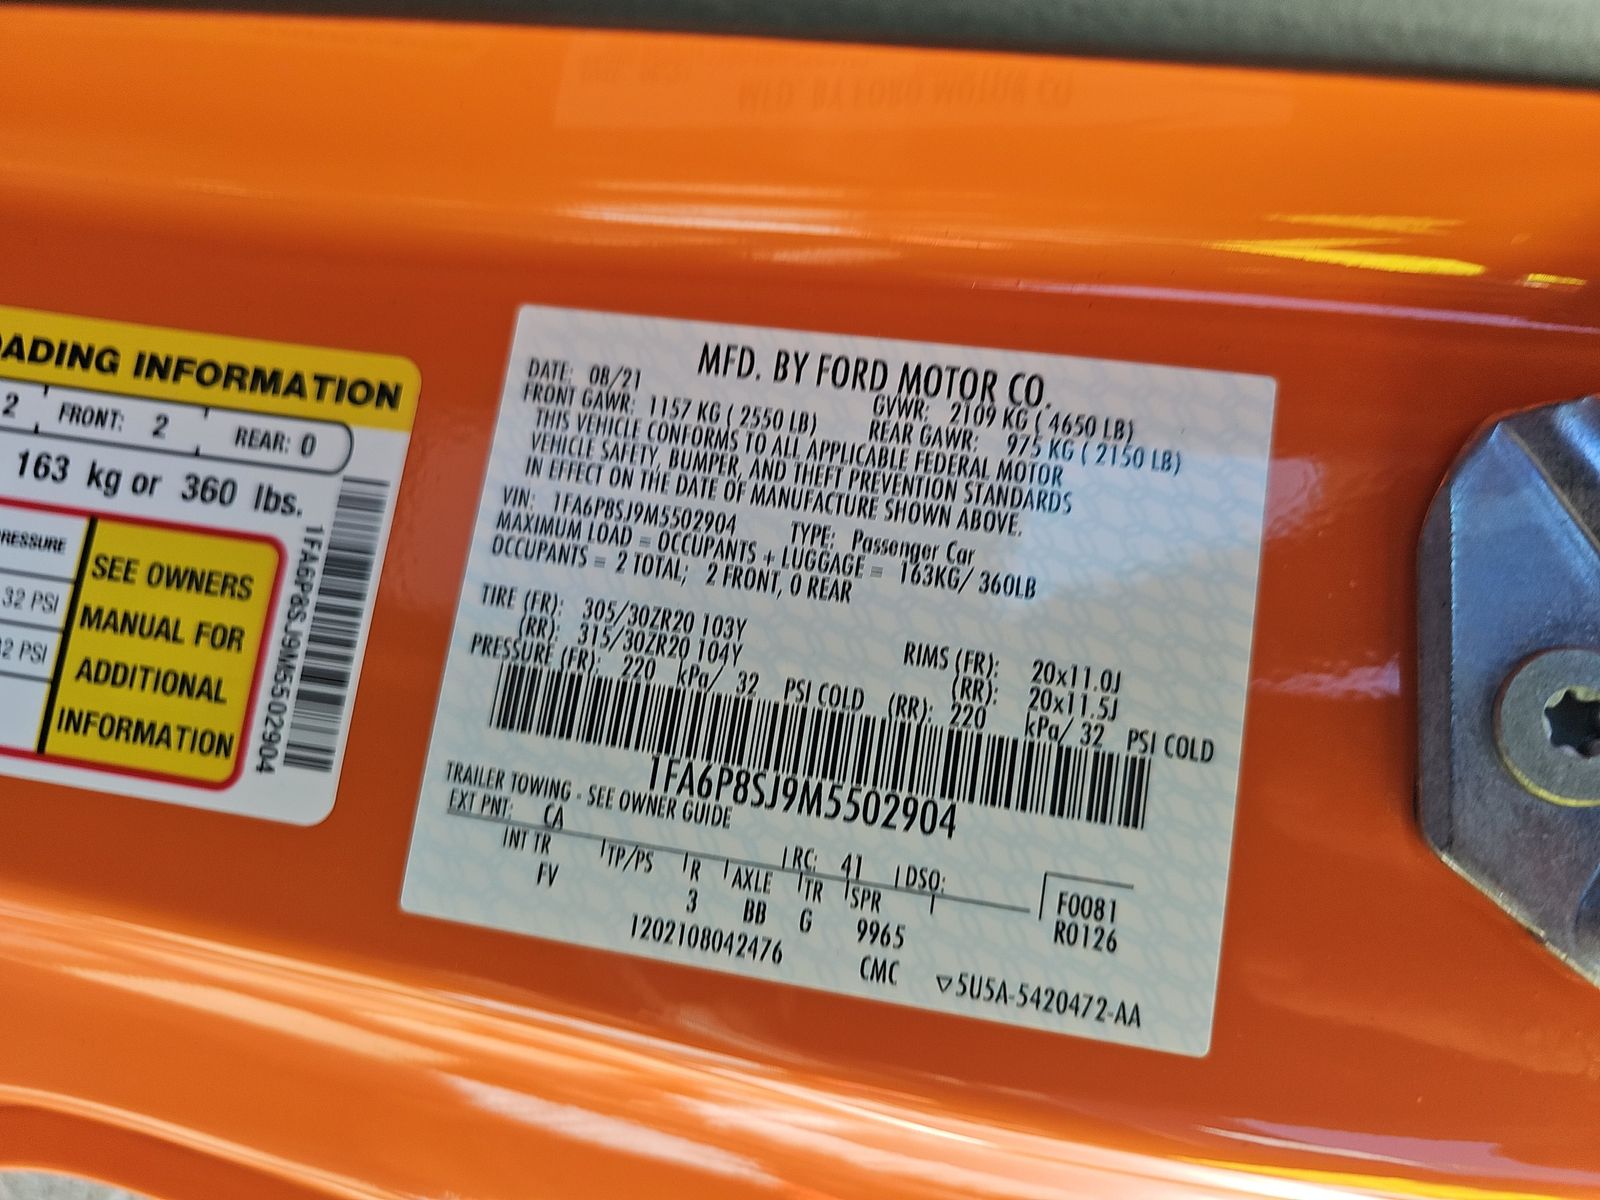 OADING INFORMATION
2 FRONT: 2 REAR: 0
163 kg or 360 lbs.
RESSURE
32 PSI
32 PSI
SEE OWNERS
MANUAL FOR
ADDITIONAL
INFORMATION
1FA6P8SJ9M5502904
MFD. BY FORD MOTOR CO.
DATE: 08/21 GVWR: 2109 KG ( 4650 LB)
FRONT GAWR: 1157 KG ( 2550 LB) REAR GAWR: 975 KG ( 2150 LB)
THIS VEHICLE CONFORMS TO ALL APPLICABLE FEDERAL MOTOR
VEHICLE SAFETY, BUMPER, AND THEFT PREVENTION STANDARDS
IN EFFECT ON THE DATE OF MANUFACTURE SHOWN ABOVE.
VIN: 1FA6P8SJ9M5502904 TYPE: Passenger Car
MAXIMUM LOAD = OCCUPANTS + LUGGAGE = 163KG/ 360LB
OCCUPANTS = 2 TOTAL; 2 FRONT, 0 REAR
TIRE (FR): 305/30ZR20 103Y RIMS (FR): 20x11.0J
(RR): 315/30ZR20 104Y (RR): 20x11.5J
PRESSURE (FR): 220 kPa/ 32 PSI COLD (RR): 220 kPa/ 32 PSI COLD
1FA6P8SJ9M5502904
TRAILER TOWING - SEE OWNER GUIDE
EXT PNT: CA RC: 41 DSO:
INT TR TP/PS R AXLE TR SPR F0081
FV 3 BB G 9965 R0126
1202108042476 CMC ▽5U5A-5420472-AA